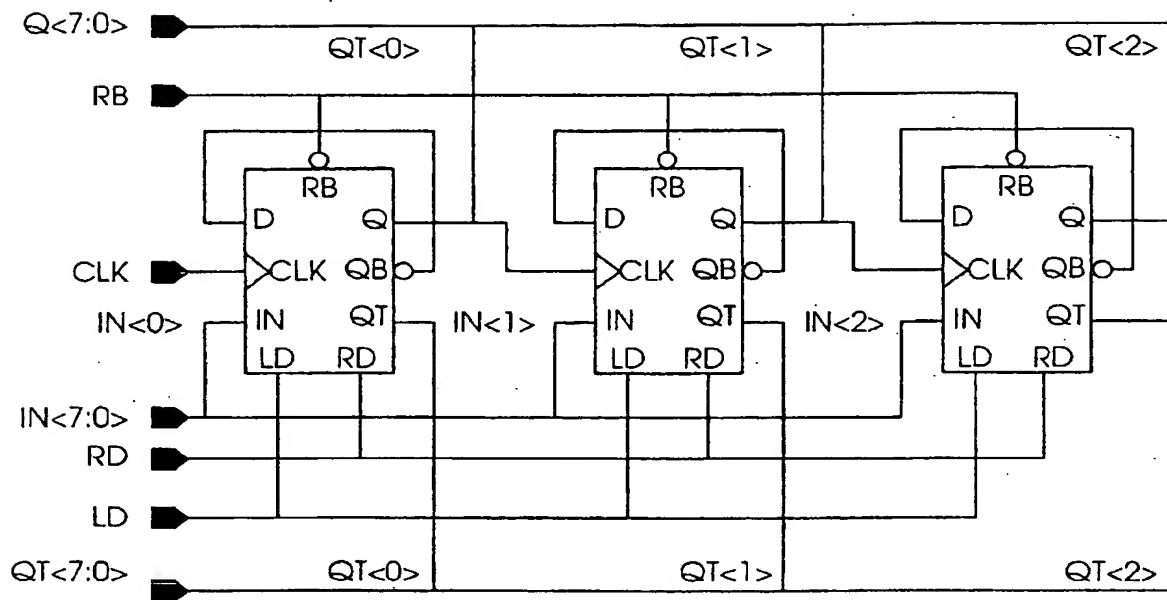 Q<7:0>
QT<0> QT<1> QT<2>
RB
RB RB RB
D Q D Q D Q
CLK CLK QB CLK QB CLK QB
IN<0> IN QT IN<1> IN QT IN<2> IN QT
LD RD LD RD LD RD
IN<7:0>
RD
LD
QT<7:0> QT<0> QT<1> QT<2>